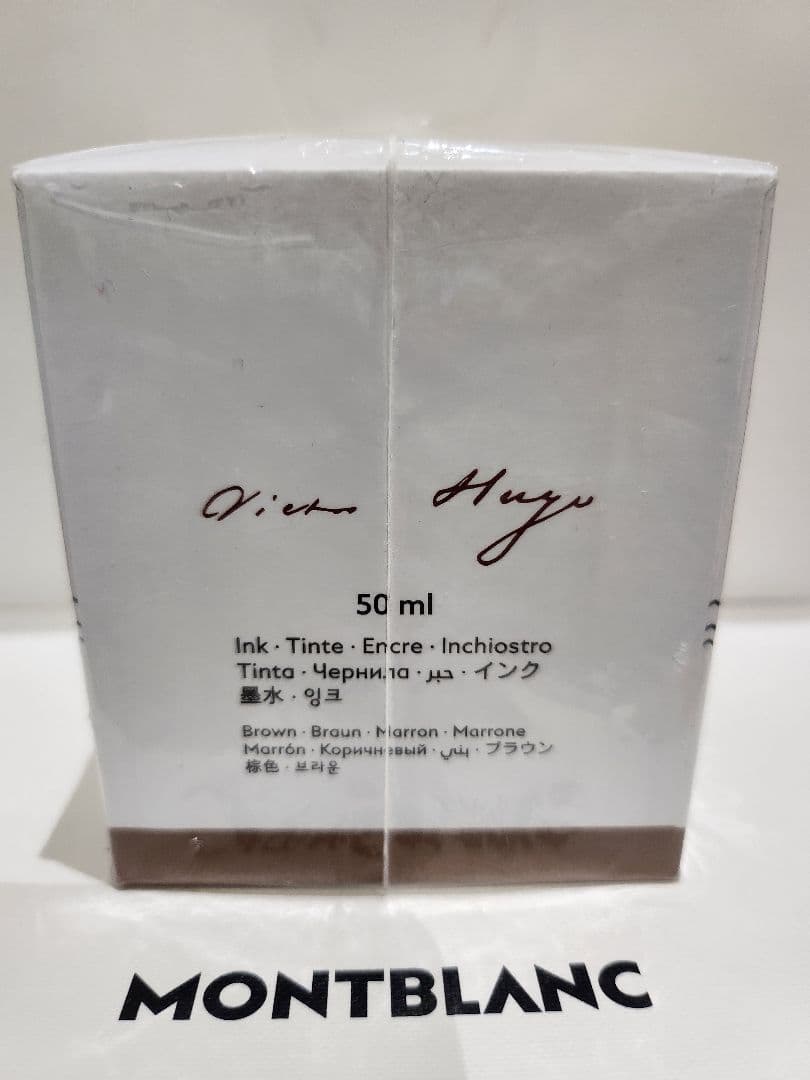 Victor Hugo
50 ml
Ink · Tinte · Encre · Inchiostro
Tinta · Чернила · حبر · インク
墨水 · 잉크
Brown · Braun · Marron · Marrone
Marrón · Коричневый · بني · ブラウン
棕色 · 브라운
MONTBLANC